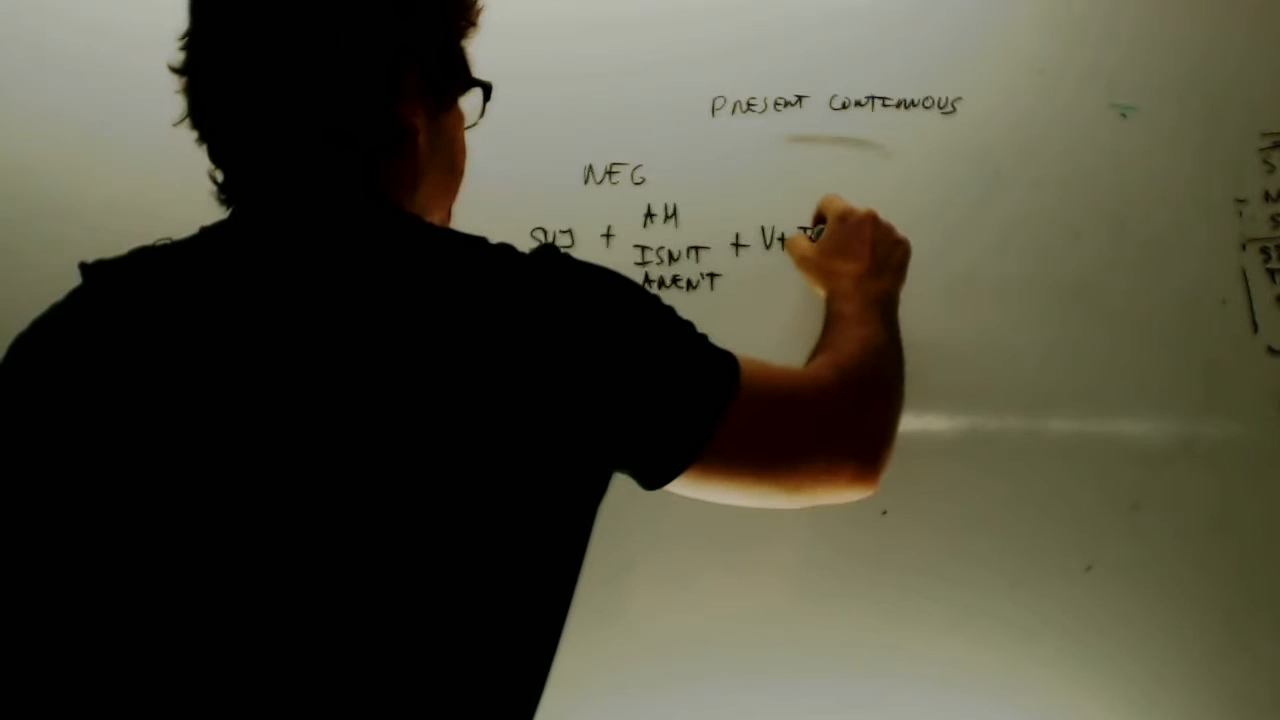 PRESENT CONTINUOUS
NEG
AM
SUJ + ISN'T + V+
AREN'T